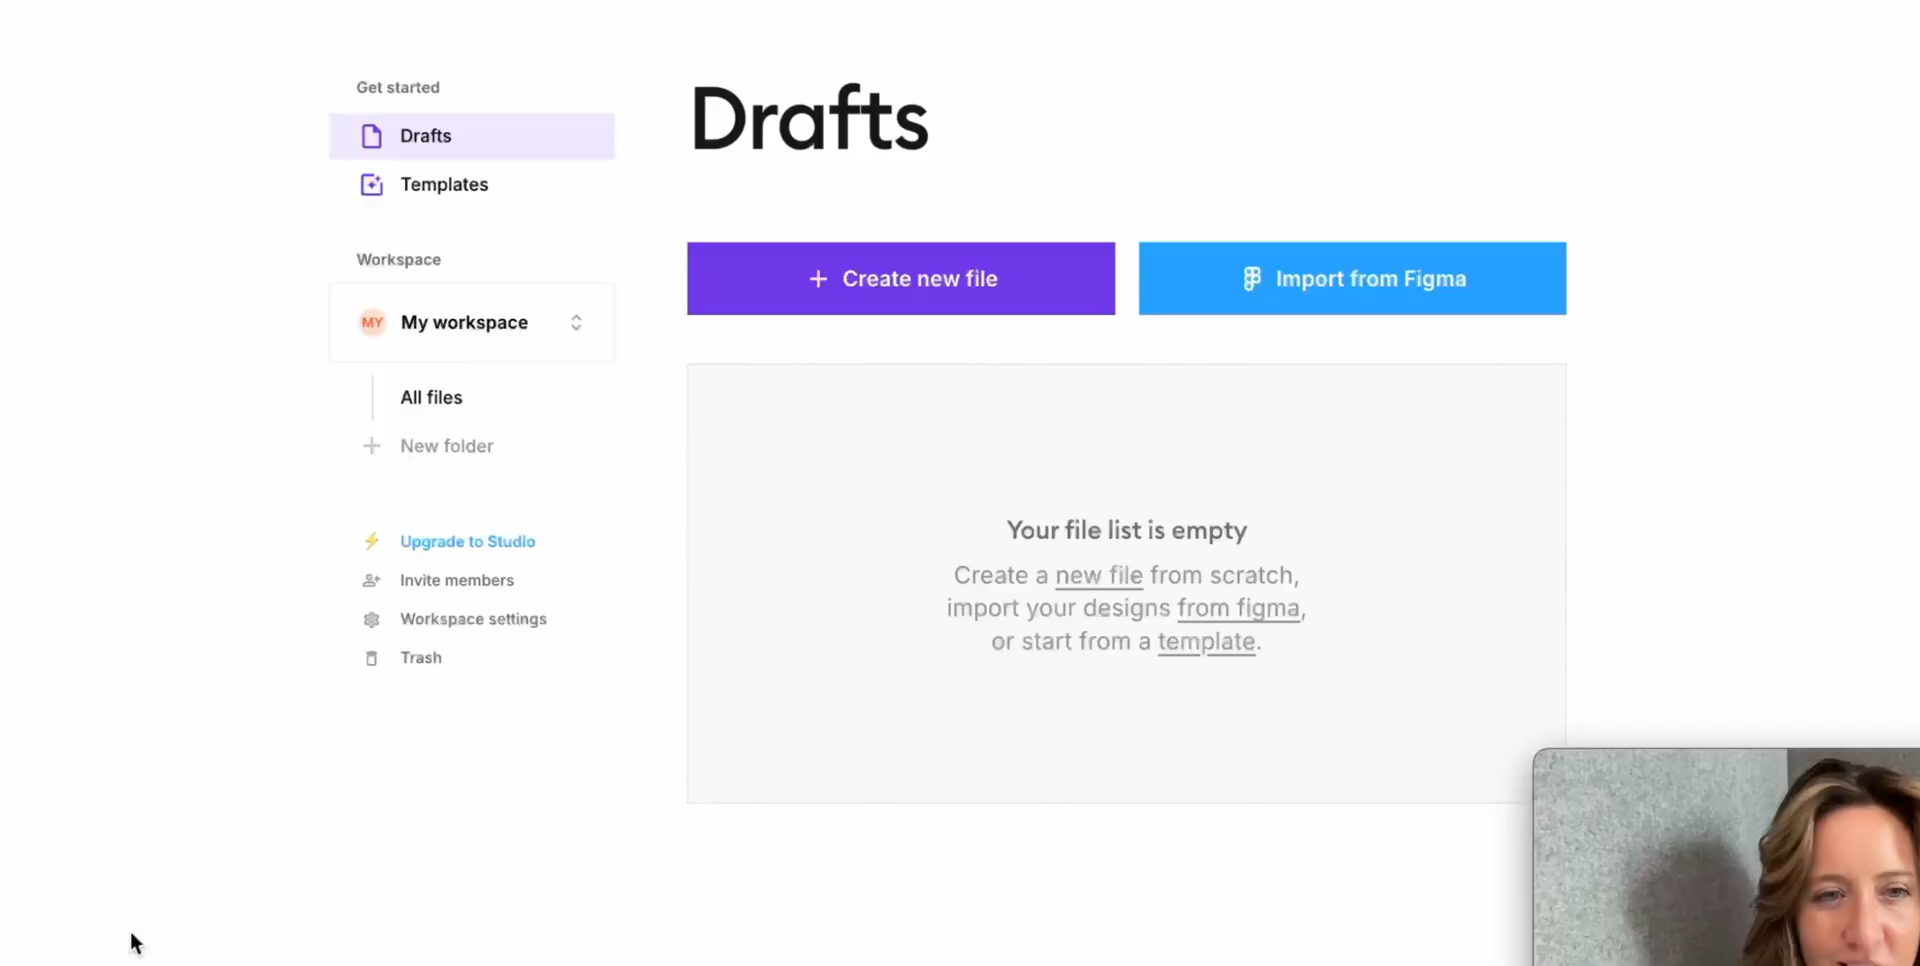 Get started
Drafts
Templates
Workspace
MY My workspace
All files
New folder
Upgrade to Studio
Invite members
Workspace settings
Trash
Drafts
Create new file
Import from Figma
Your file list is empty
Create a new file from scratch,
import your designs from figma,
or start from a template.